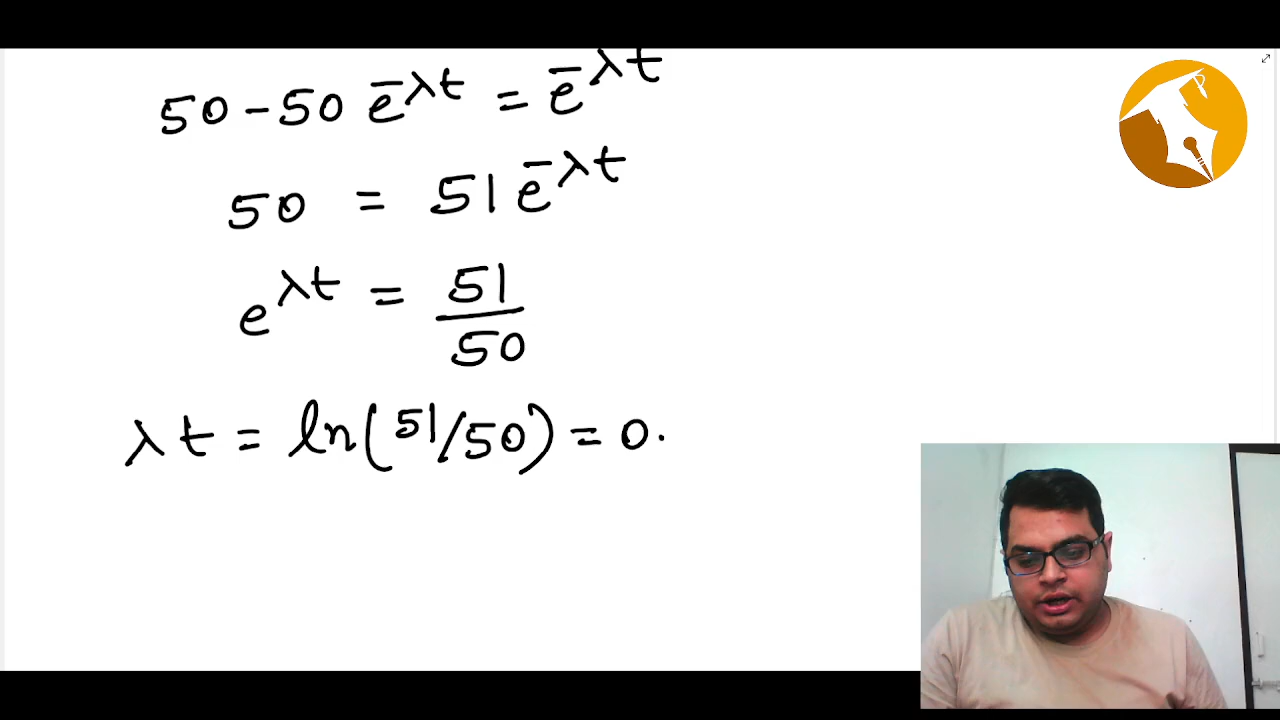 50 - 50 e^-λt = e^-λt
50 = 51 e^-λt
e^λt = 51/50
λt = ln(51/50) = 0.